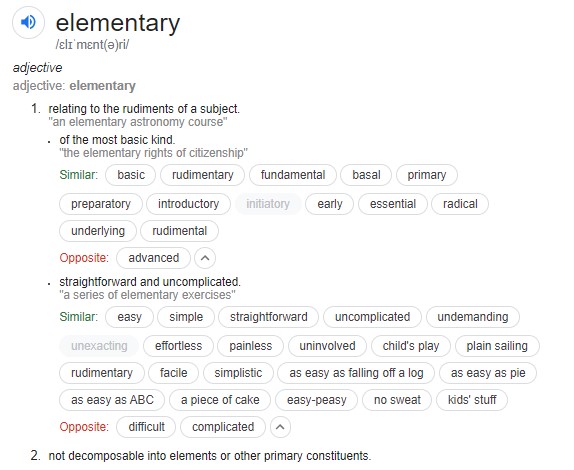 elementary
/ɛlɪˈmɛnt(ə)ri/
adjective
adjective: elementary
1. relating to the rudiments of a subject.
"an elementary astronomy course"
• of the most basic kind.
"the elementary rights of citizenship"
Similar: basic rudimentary fundamental basal primary
preparatory introductory initiatory early essential radical
underlying rudimental
Opposite: advanced
• straightforward and uncomplicated.
"a series of elementary exercises"
Similar: easy simple straightforward uncomplicated undemanding
unexacting effortless painless uninvolved child's play plain sailing
rudimentary facile simplistic as easy as falling off a log as easy as pie
as easy as ABC a piece of cake easy-peasy no sweat kids' stuff
Opposite: difficult complicated
2. not decomposable into elements or other primary constituents.